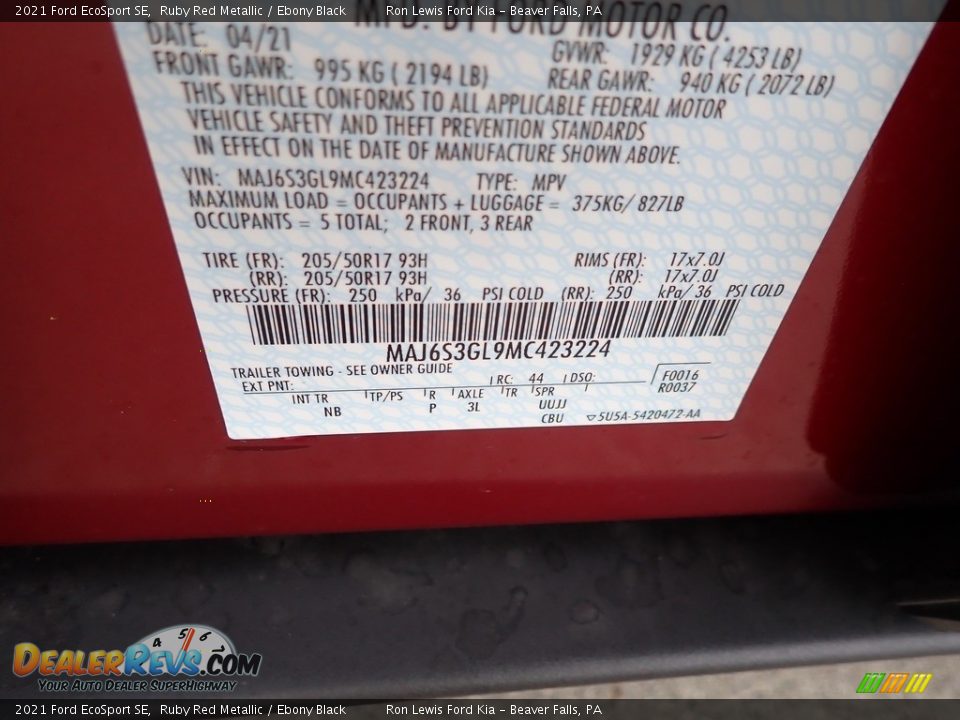 2021 Ford EcoSport SE, Ruby Red Metallic / Ebony Black Ron Lewis Ford Kia - Beaver Falls, PA
MFG. BY FORD MOTOR CO.
DATE: 04/21 GVWR: 1929 KG ( 4253 LB)
FRONT GAWR: 995 KG ( 2194 LB) REAR GAWR: 940 KG ( 2072 LB)
THIS VEHICLE CONFORMS TO ALL APPLICABLE FEDERAL MOTOR
VEHICLE SAFETY AND THEFT PREVENTION STANDARDS
IN EFFECT ON THE DATE OF MANUFACTURE SHOWN ABOVE.
VIN: MAJ6S3GL9MC423224 TYPE: MPV
MAXIMUM LOAD = OCCUPANTS + LUGGAGE = 375KG/ 827LB
OCCUPANTS = 5 TOTAL; 2 FRONT, 3 REAR
TIRE (FR): 205/50R17 93H RIMS (FR): 17x7.0J
(RR): 205/50R17 93H (RR): 17x7.0J
PRESSURE (FR): 250 kPa/ 36 PSI COLD (RR): 250 kPa/ 36 PSI COLD
MAJ6S3GL9MC423224
TRAILER TOWING - SEE OWNER GUIDE
EXT PNT: RC: 44 DSO: F0016
R0037
INT TR TP/PS R AXLE TR SPR
NB P 3L UUJJ
CBU 5U5A-5420472-AA
4 5 6
DEALERREVS.COM
YOUR AUTO DEALER SUPERHIGHWAY
2021 Ford EcoSport SE, Ruby Red Metallic / Ebony Black Ron Lewis Ford Kia - Beaver Falls, PA